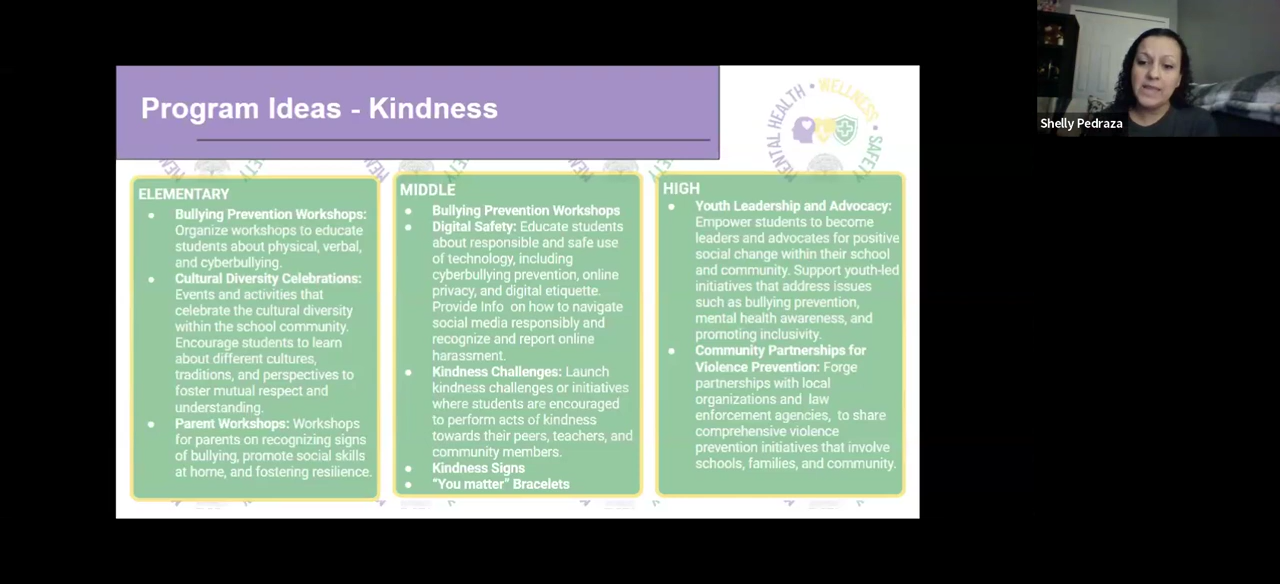 Program Ideas - Kindness
MENTAL HEALTH • WELLNESS • SAFETY
Shelly Pedraza
ELEMENTARY
• Bullying Prevention Workshops:
Organize workshops to educate
students about physical, verbal,
and cyberbullying.
• Cultural Diversity Celebrations:
Events and activities that
celebrate the cultural diversity
within the school community.
Encourage students to learn
about different cultures,
traditions, and perspectives to
foster mutual respect and
understanding.
• Parent Workshops: Workshops
for parents on recognizing signs
of bullying, promote social skills
at home, and fostering resilience.
MIDDLE
• Bullying Prevention Workshops
• Digital Safety: Educate students
about responsible and safe use
of technology, including
cyberbullying prevention, online
privacy, and digital etiquette.
Provide Info on how to navigate
social media responsibly and
recognize and report online
harassment.
• Kindness Challenges: Launch
kindness challenges or initiatives
where students are encouraged
to perform acts of kindness
towards their peers, teachers, and
community members.
• Kindness Signs
• “You matter” Bracelets
HIGH
• Youth Leadership and Advocacy:
Empower students to become
leaders and advocates for positive
social change within their school
and community. Support youth-led
initiatives that address issues
such as bullying prevention,
mental health awareness, and
promoting inclusivity.
• Community Partnerships for
Violence Prevention: Forge
partnerships with local
organizations and law
enforcement agencies, to share
comprehensive violence
prevention initiatives that involve
schools, families, and community.